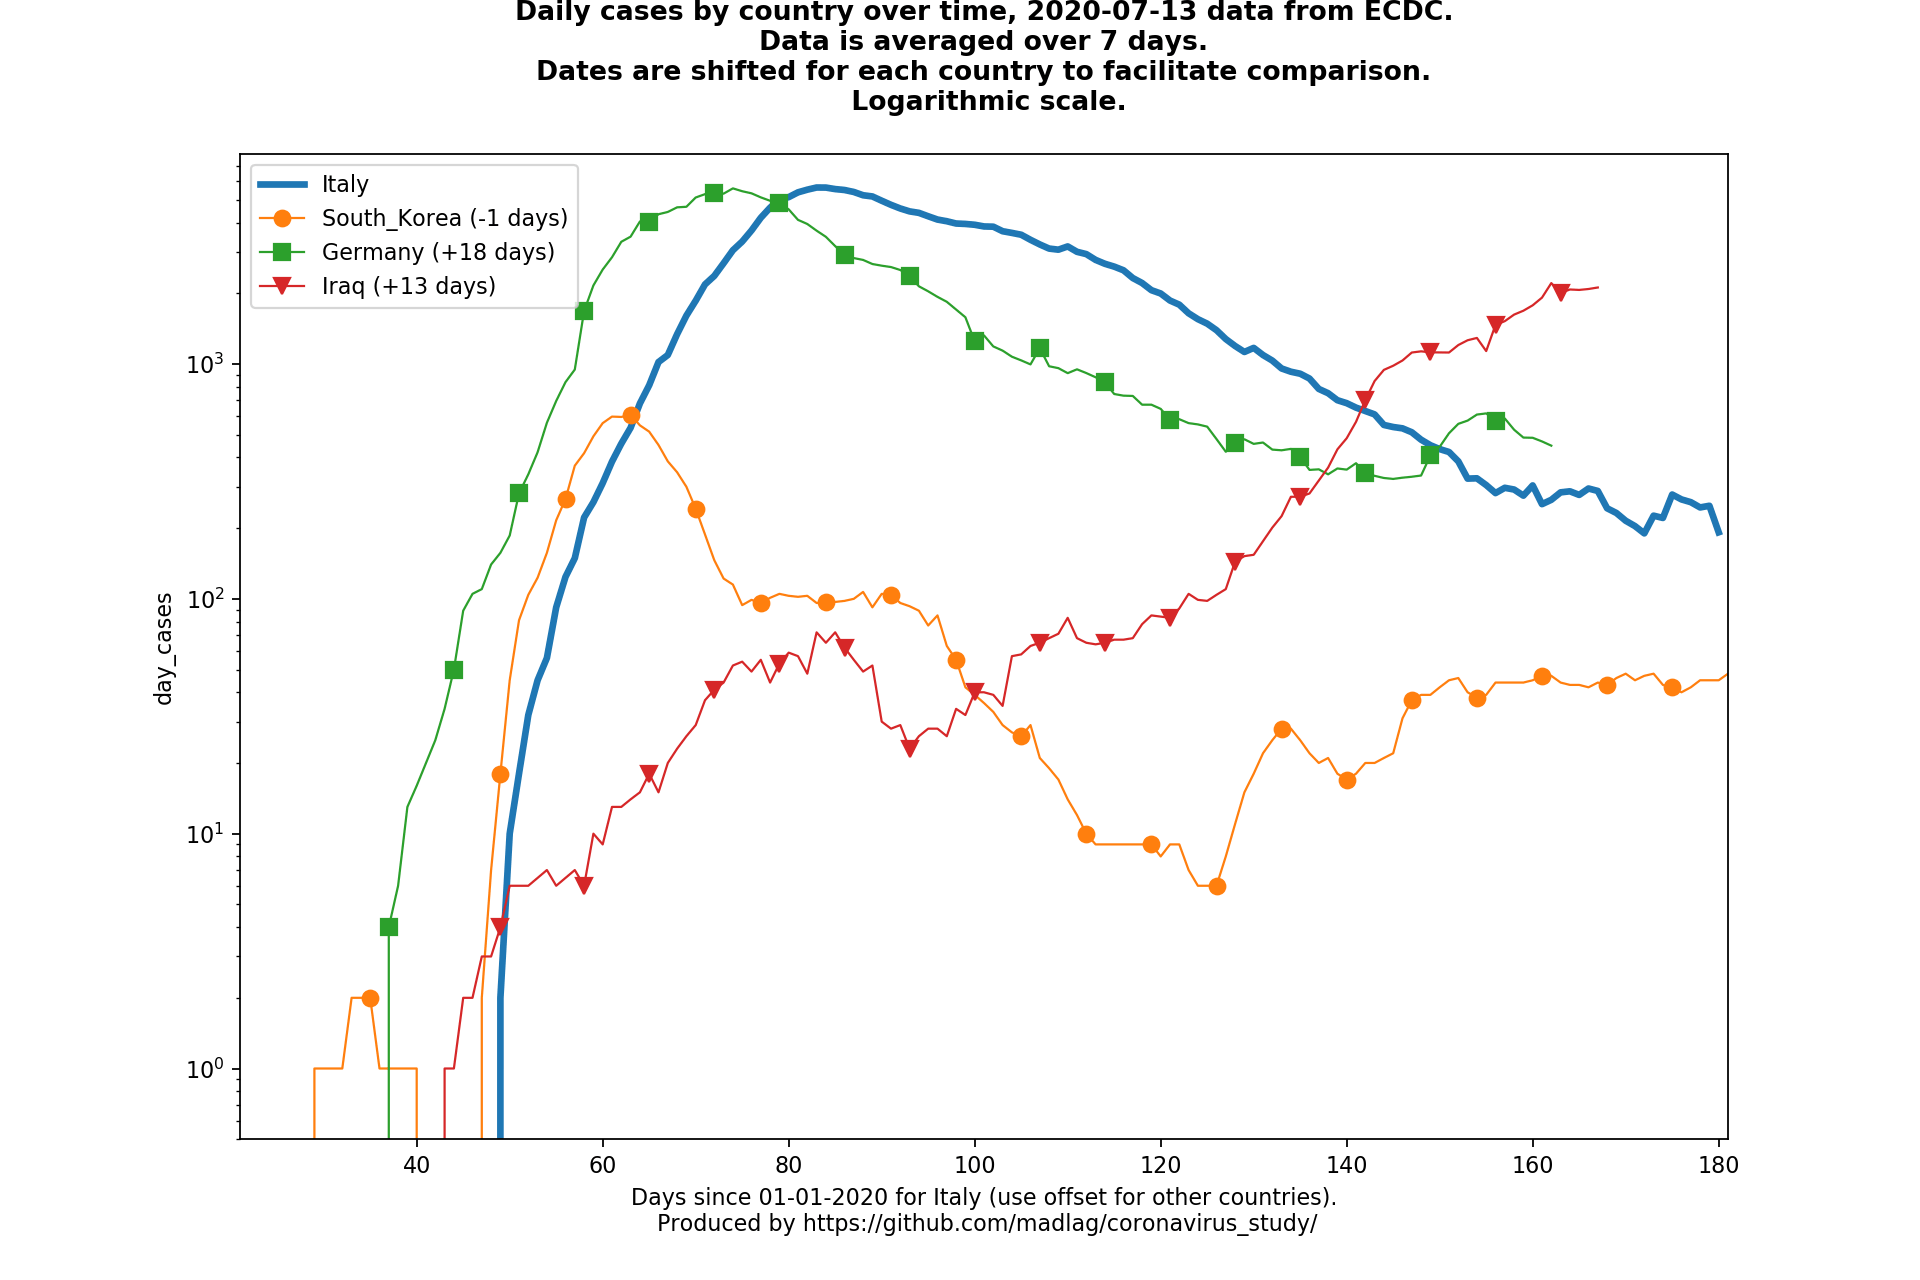 Daily cases by country over time, 2020-07-13 data from ECDC.
Data is averaged over 7 days.
Dates are shifted for each country to facilitate comparison.
Logarithmic scale.
Italy
South_Korea (-1 days)
Germany (+18 days)
Iraq (+13 days)
day_cases
10³
10²
10¹
10⁰
40 60 80 100 120 140 160 180
Days since 01-01-2020 for Italy (use offset for other countries).
Produced by https://github.com/madlag/coronavirus_study/